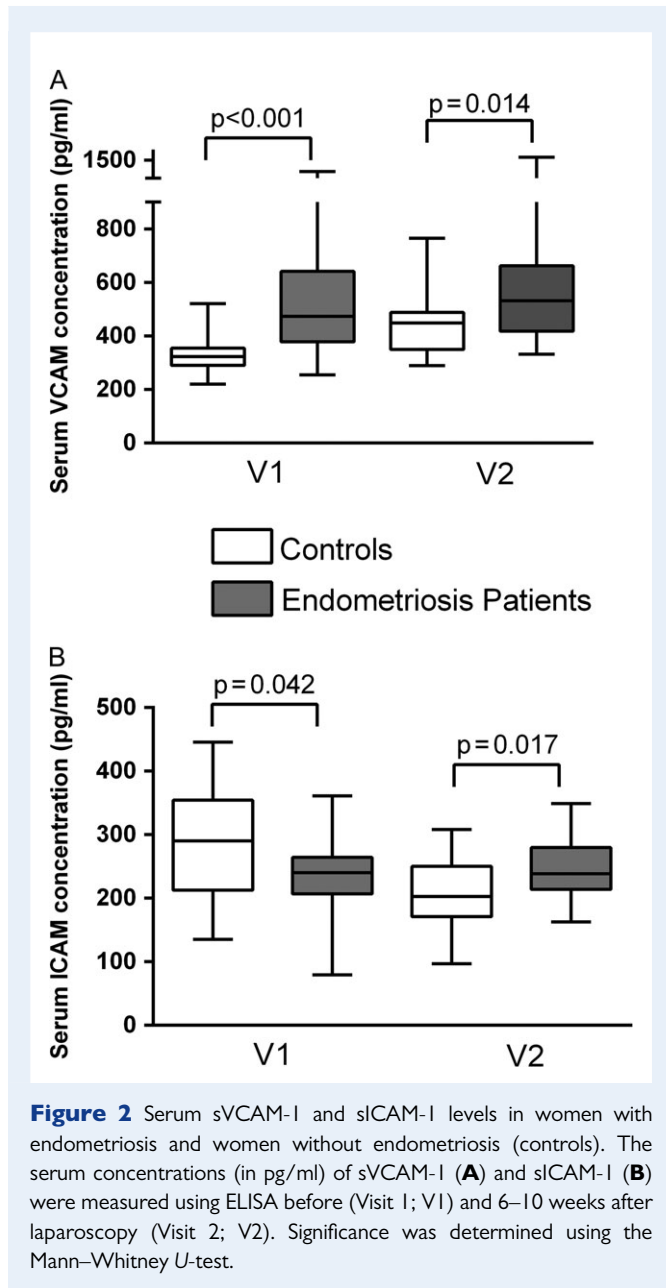 A
Serum VCAM concentration (pg/ml)
p<0.001
p=0.014
1500
800
600
400
200
0
V1
V2
Controls
Endometriosis Patients
B
Serum ICAM concentration (pg/ml)
p=0.042
p=0.017
500
400
300
200
100
0
V1
V2
Figure 2 Serum sVCAM-1 and sICAM-1 levels in women with
endometriosis and women without endometriosis (controls). The
serum concentrations (in pg/ml) of sVCAM-1 (A) and sICAM-1 (B)
were measured using ELISA before (Visit 1; V1) and 6–10 weeks after
laparoscopy (Visit 2; V2). Significance was determined using the
Mann–Whitney U-test.